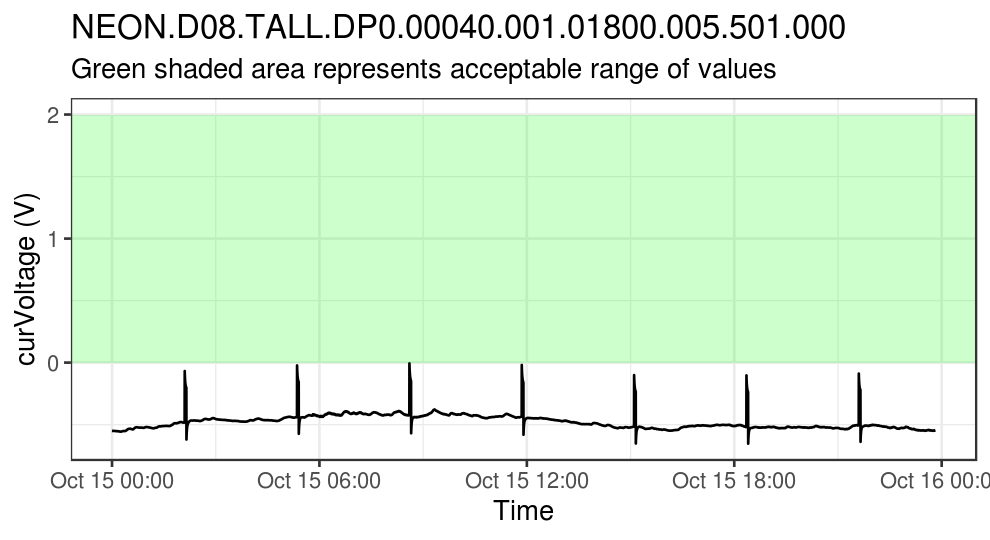 NEON.D08.TALL.DP0.00040.001.01800.005.501.000
Green shaded area represents acceptable range of values
2
1
0
curVoltage (V)
Oct 15 00:00 Oct 15 06:00 Oct 15 12:00 Oct 15 18:00 Oct 16 00:0
Time